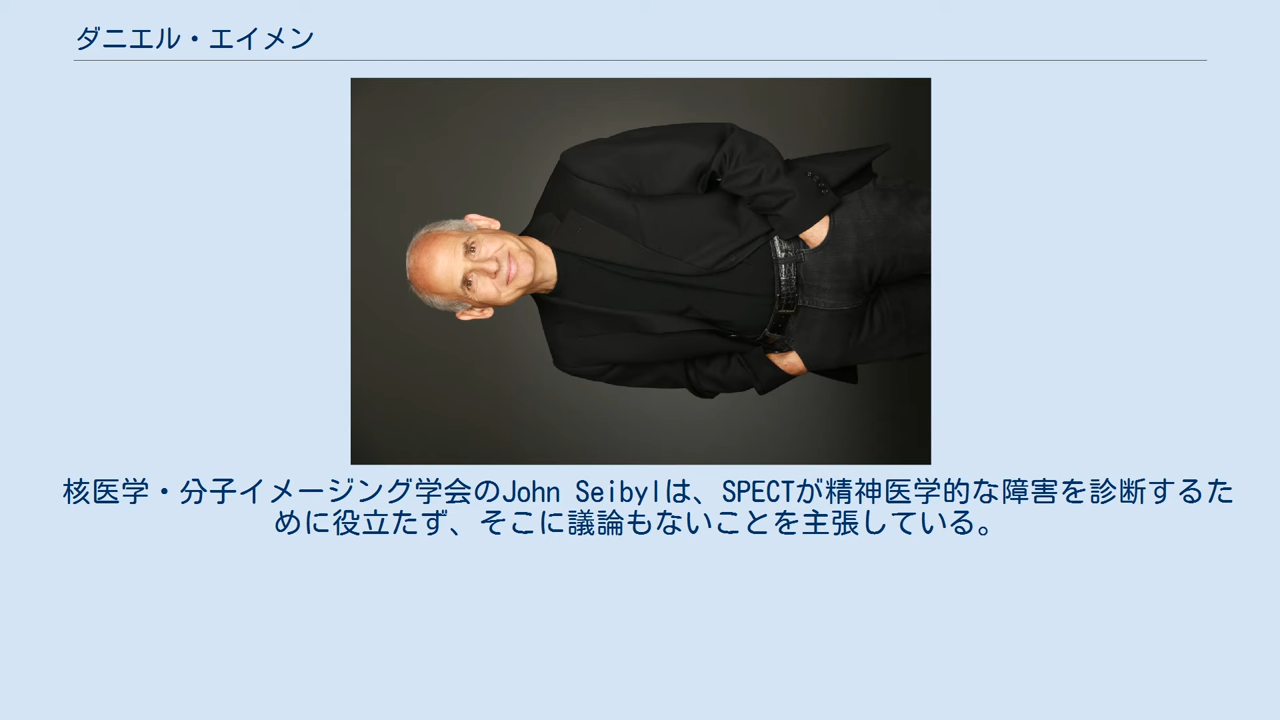 ダニエル・エイメン
核医学・分子イメージング学会のJohn Seibylは、SPECTが精神医学的な障害を診断するた
めに役立たず、そこに議論もないことを主張している。